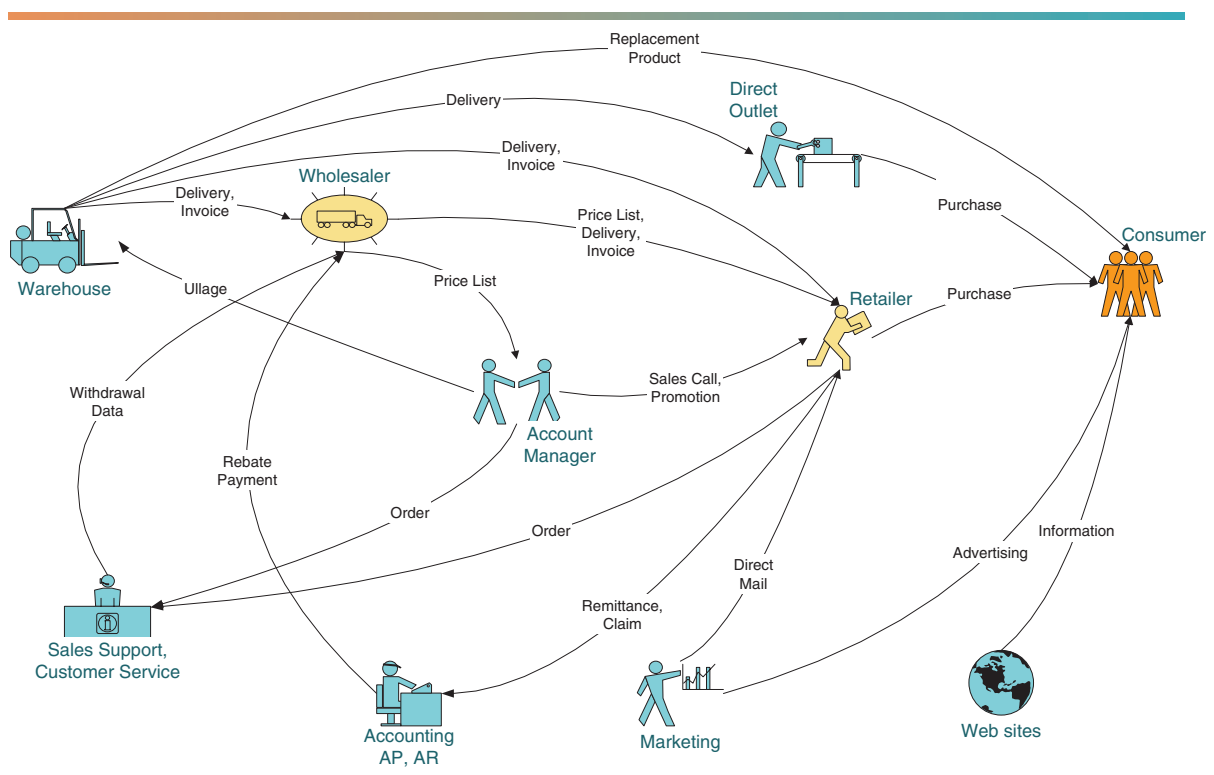 Replacement
Product
Direct
Outlet
Delivery
Delivery,
Invoice
Wholesaler
Delivery,
Invoice
Purchase
Price List,
Delivery,
Invoice
Consumer
Warehouse
Ullage
Price List
Retailer
Purchase
Withdrawal
Data
Sales Call,
Promotion
Account
Manager
Rebate
Payment
Order
Order
Information
Advertising
Direct
Mail
Remittance,
Claim
Sales Support,
Customer Service
Accounting
AP, AR
Marketing
Web sites